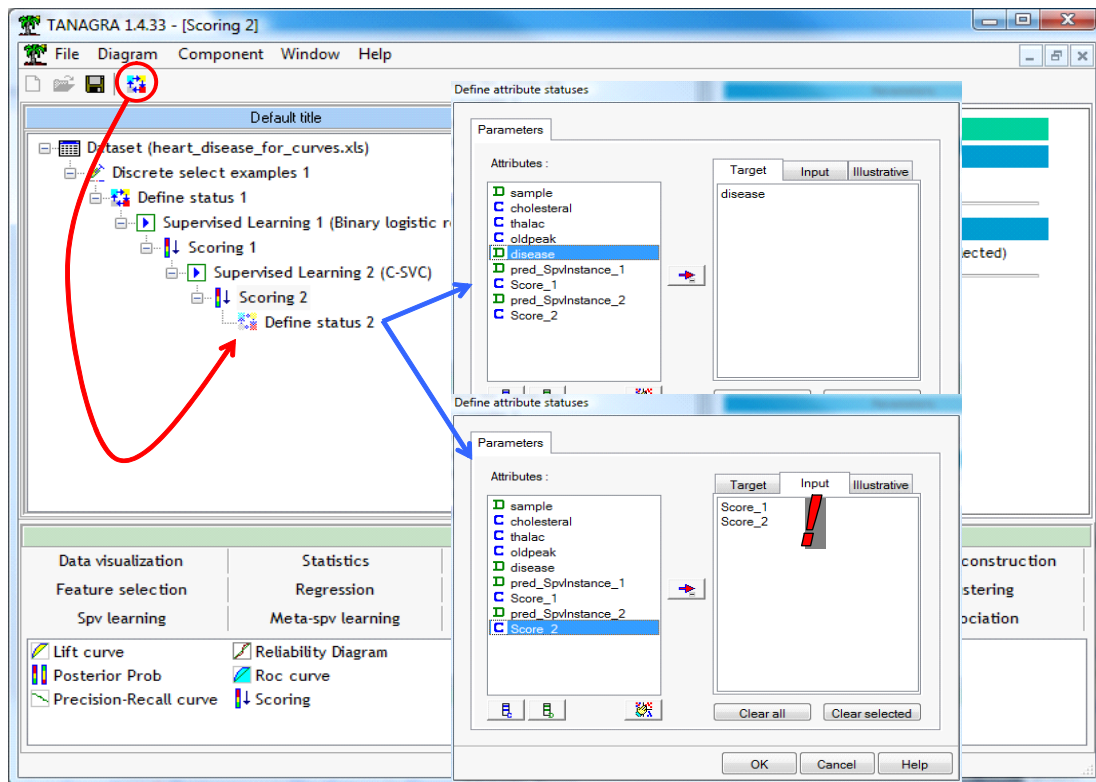 TANAGRA 1.4.33 - [Scoring 2]
File Diagram Component Window Help
Default title
Dataset (heart_disease_for_curves.xls)
Discrete select examples 1
Define status 1
Supervised Learning 1 (Binary logistic
Scoring 1
Supervised Learning 2 (C-SVC)
Scoring 2
Define status 2
Define attribute statuses
Parameters
Attributes :
sample
cholesteral
thalac
oldpeak
disease
pred_SpvInstance_1
Score_1
pred_SpvInstance_2
Score_2
Target Input Illustrative
disease
Define attribute statuses
Parameters
Attributes :
sample
cholesteral
thalac
oldpeak
disease
pred_SpvInstance_1
Score_1
pred_SpvInstance_2
Score_2
Target Input Illustrative
Score_1
Score_2
!
Clear all Clear selected
OK Cancel Help
ected)
Data visualization Statistics construction
Feature selection Regression stering
Spv learning Meta-spv learning ociation
Lift curve Reliability Diagram
Posterior Prob Roc curve
Precision-Recall curve Scoring